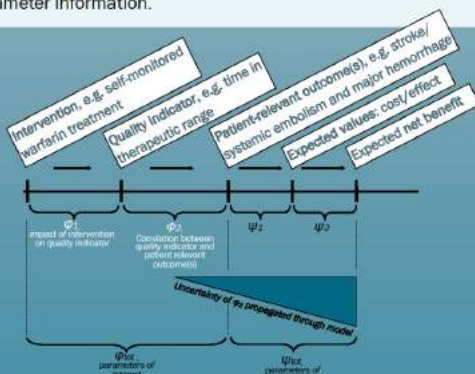 ameter information.
Intervention, e.g. self-monitored
warfarin treatment
Quality indicator, e.g. time in
therapeutic range
Patient-relevant outcome(s), e.g. stroke/
systemic embolism and major hemorrhage
Expected values: cost/effect
Expected net benefit
φ1,
impact of intervention
on quality indicator
φ2,
Correlation between
quality indicator and
patient relevant
outcome(s)
ψ1
ψ2
Uncertainty of φ2 propagated through model
φtot,
parameters of
ψtot,
parameters of